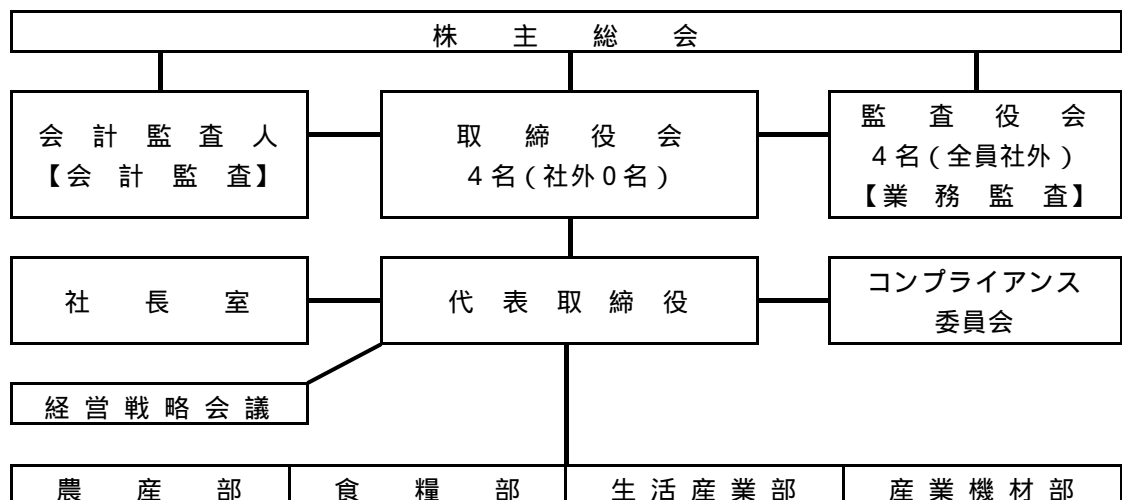 株主総会
会計監査人
【会計監査】
取締役会
4名(社外0名)
監査役会
4名(全員社外)
【業務監査】
社長室
代表取締役
コンプライアンス
委員会
経営戦略会議
農産部
食糧部
生活産業部
産業機材部